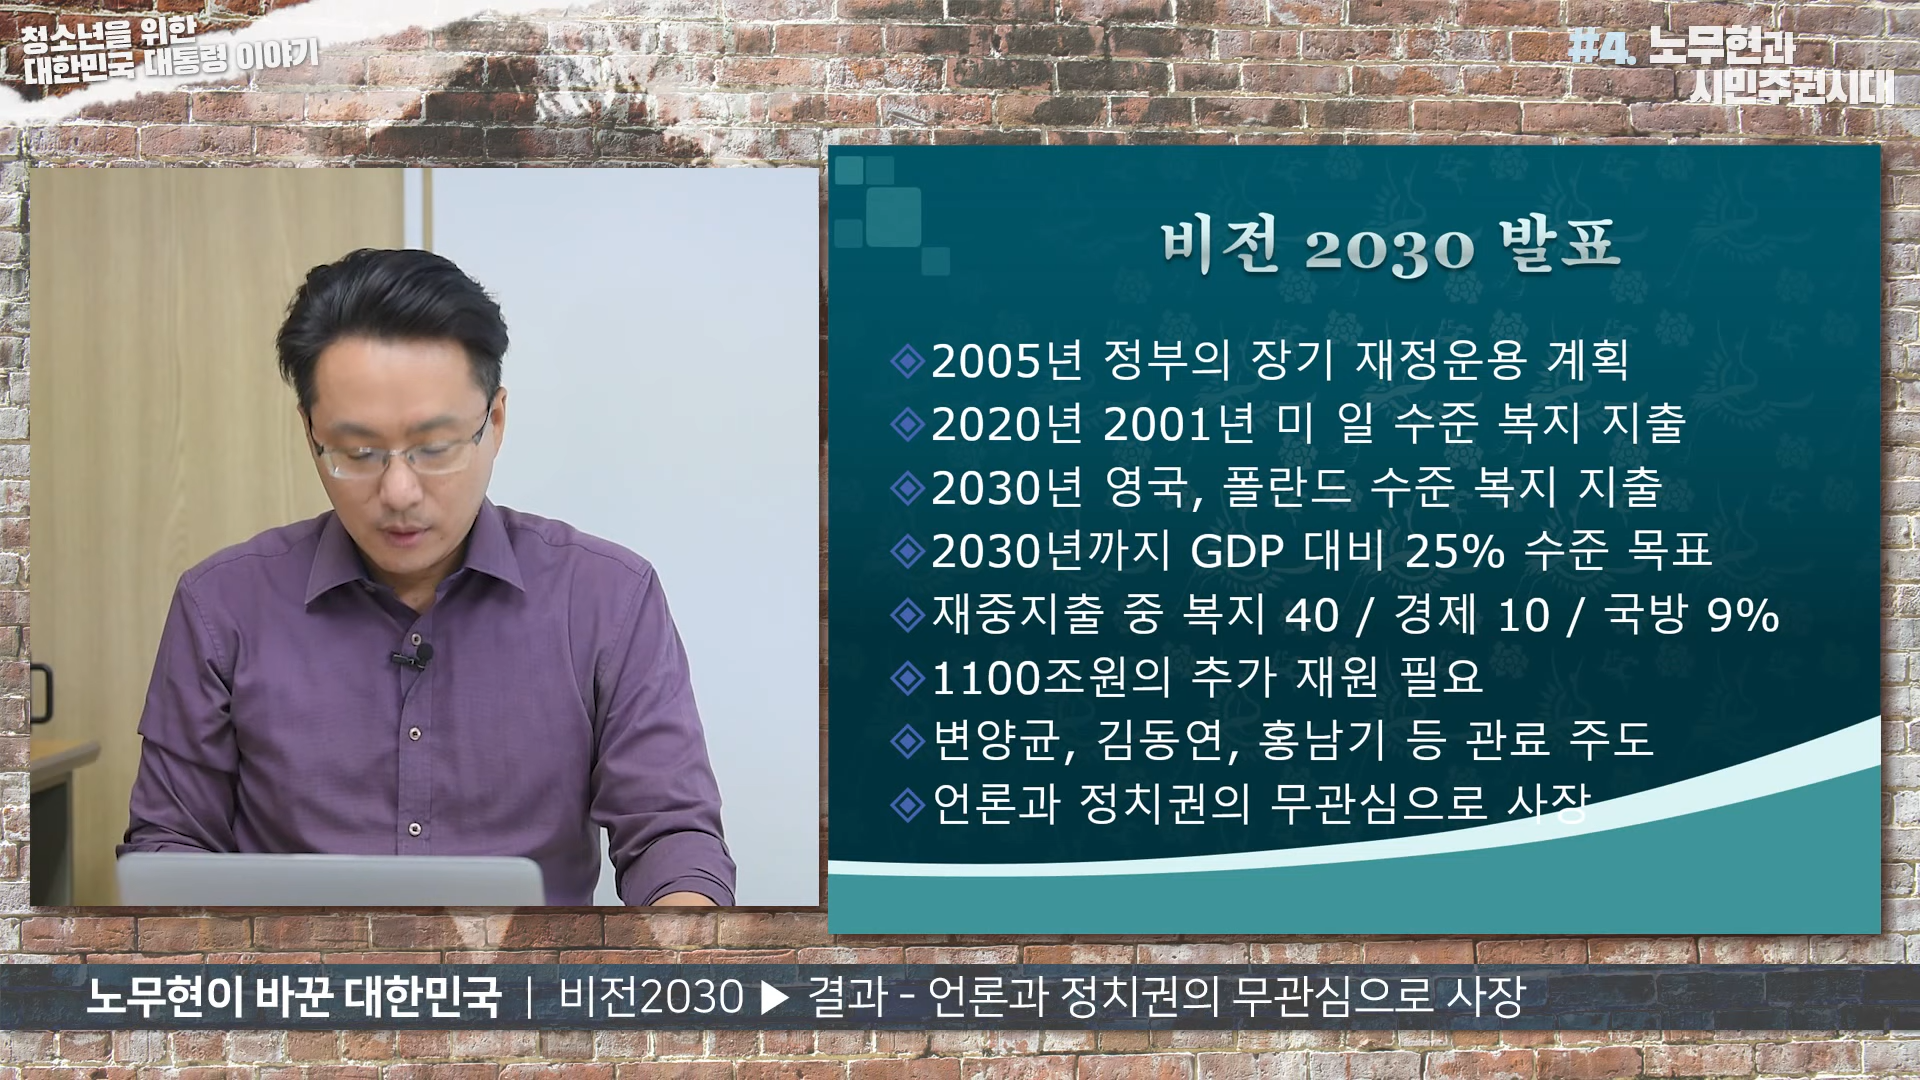 청소년을 위한
대한민국 대통령 이야기
#4. 노무현과
시민주권시대
비전 2030 발표
2005년 정부의 장기 재정운용 계획
2020년 2001년 미 일 수준 복지 지출
2030년 영국, 폴란드 수준 복지 지출
2030년까지 GDP 대비 25% 수준 목표
재중지출 중 복지 40 / 경제 10 / 국방 9%
1100조원의 추가 재원 필요
변양균, 김동연, 홍남기 등 관료 주도
언론과 정치권의 무관심으로 사장
노무현이 바꾼 대한민국 | 비전2030 ▶ 결과 - 언론과 정치권의 무관심으로 사장